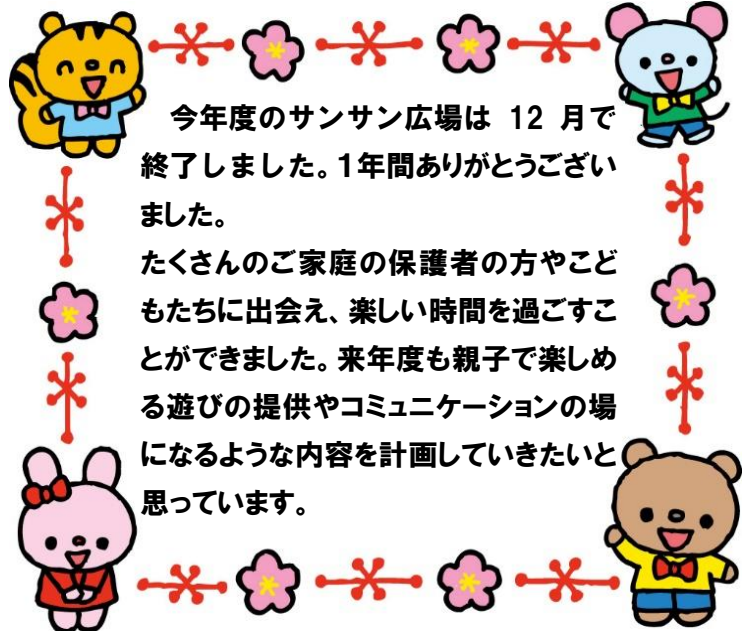 今年度のサンサン広場は 12 月で
終了しました。1年間ありがとうござい
ました。
たくさんのご家庭の保護者の方やこど
もたちに出会え、楽しい時間を過ごすこ
とができました。来年度も親子で楽しめ
る遊びの提供やコミュニケーションの場
になるような内容を計画していきたいと
思っています。